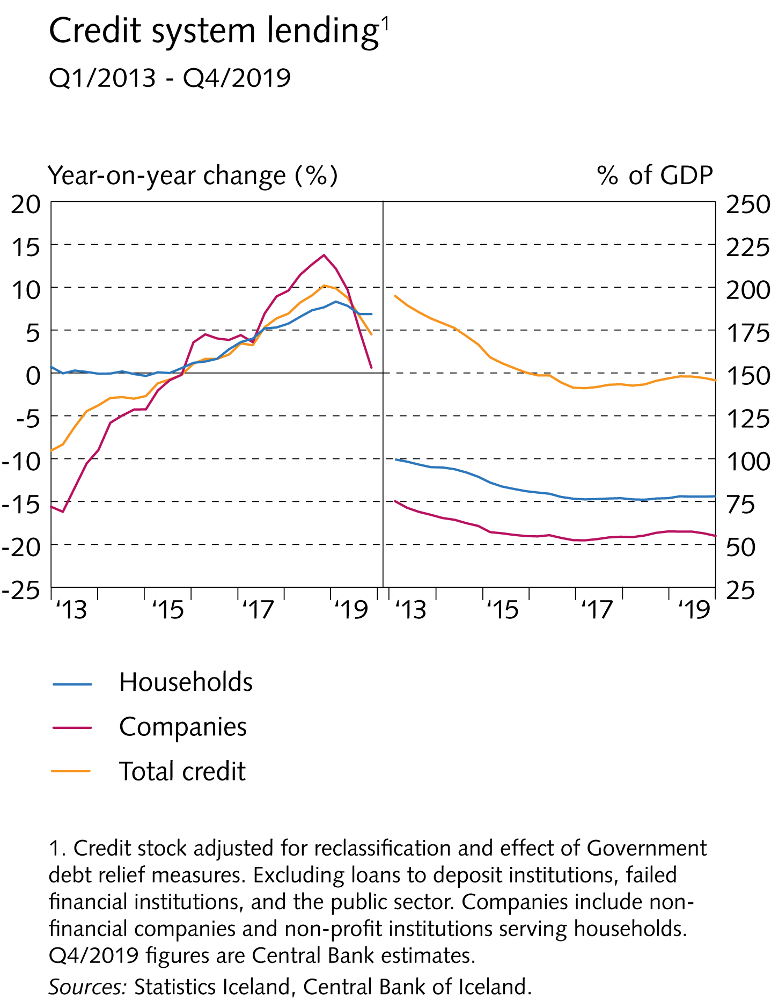 Credit system lending¹
Q1/2013 - Q4/2019
Year-on-year change (%)
% of GDP
20
15
10
5
0
-5
-10
-15
-20
-25
250
225
200
175
150
125
100
75
50
25
‘13 ‘15 ‘17 ‘19
‘13 ‘15 ‘17 ‘19
Households
Companies
Total credit
1. Credit stock adjusted for reclassification and effect of Government
debt relief measures. Excluding loans to deposit institutions, failed
financial institutions, and the public sector. Companies include non-
financial companies and non-profit institutions serving households.
Q4/2019 figures are Central Bank estimates.
Sources: Statistics Iceland, Central Bank of Iceland.